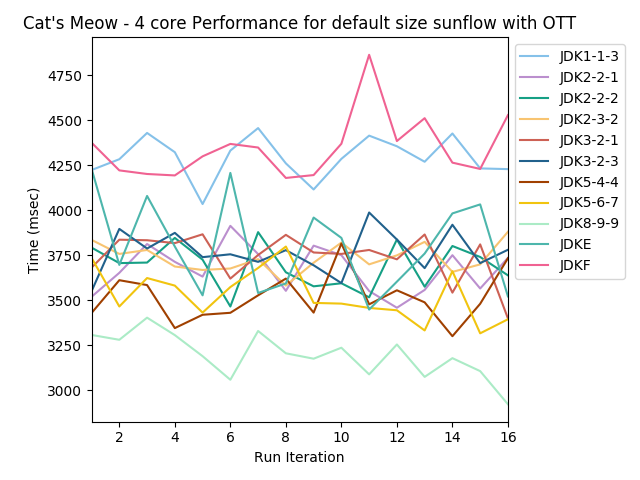 Cat's Meow - 4 core Performance for default size sunflow with OTT
4750
4500
4250
4000
3750
3500
3250
3000
Time (msec)
2 4 6 8 10 12 14 16
Run Iteration
JDK1-1-3
JDK2-2-1
JDK2-2-2
JDK2-3-2
JDK3-2-1
JDK3-2-3
JDK5-4-4
JDK5-6-7
JDK8-9-9
JDKE
JDKF